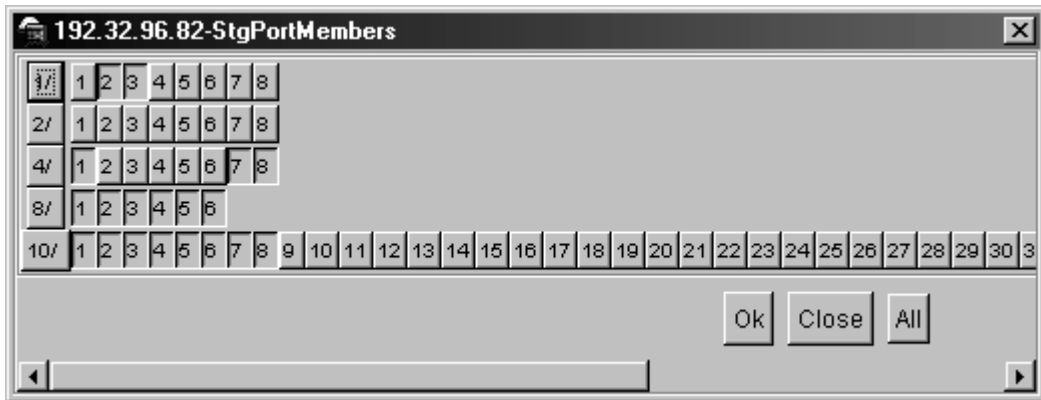 192.32.96.82-StgPortMembers
1/ 1 2 3 4 5 6 7 8
2/ 1 2 3 4 5 6 7 8
4/ 1 2 3 4 5 6 7 8
8/ 1 2 3 4 5 6
10/ 1 2 3 4 5 6 7 8 9 10 11 12 13 14 15 16 17 18 19 20 21 22 23 24 25 26 27 28 29 30 3
Ok Close All